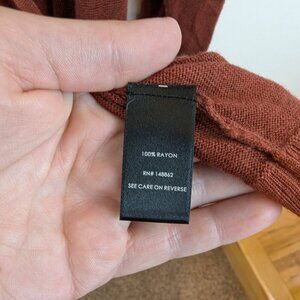 100% RAYON
RN# 148862
SEE CARE ON REVERSE